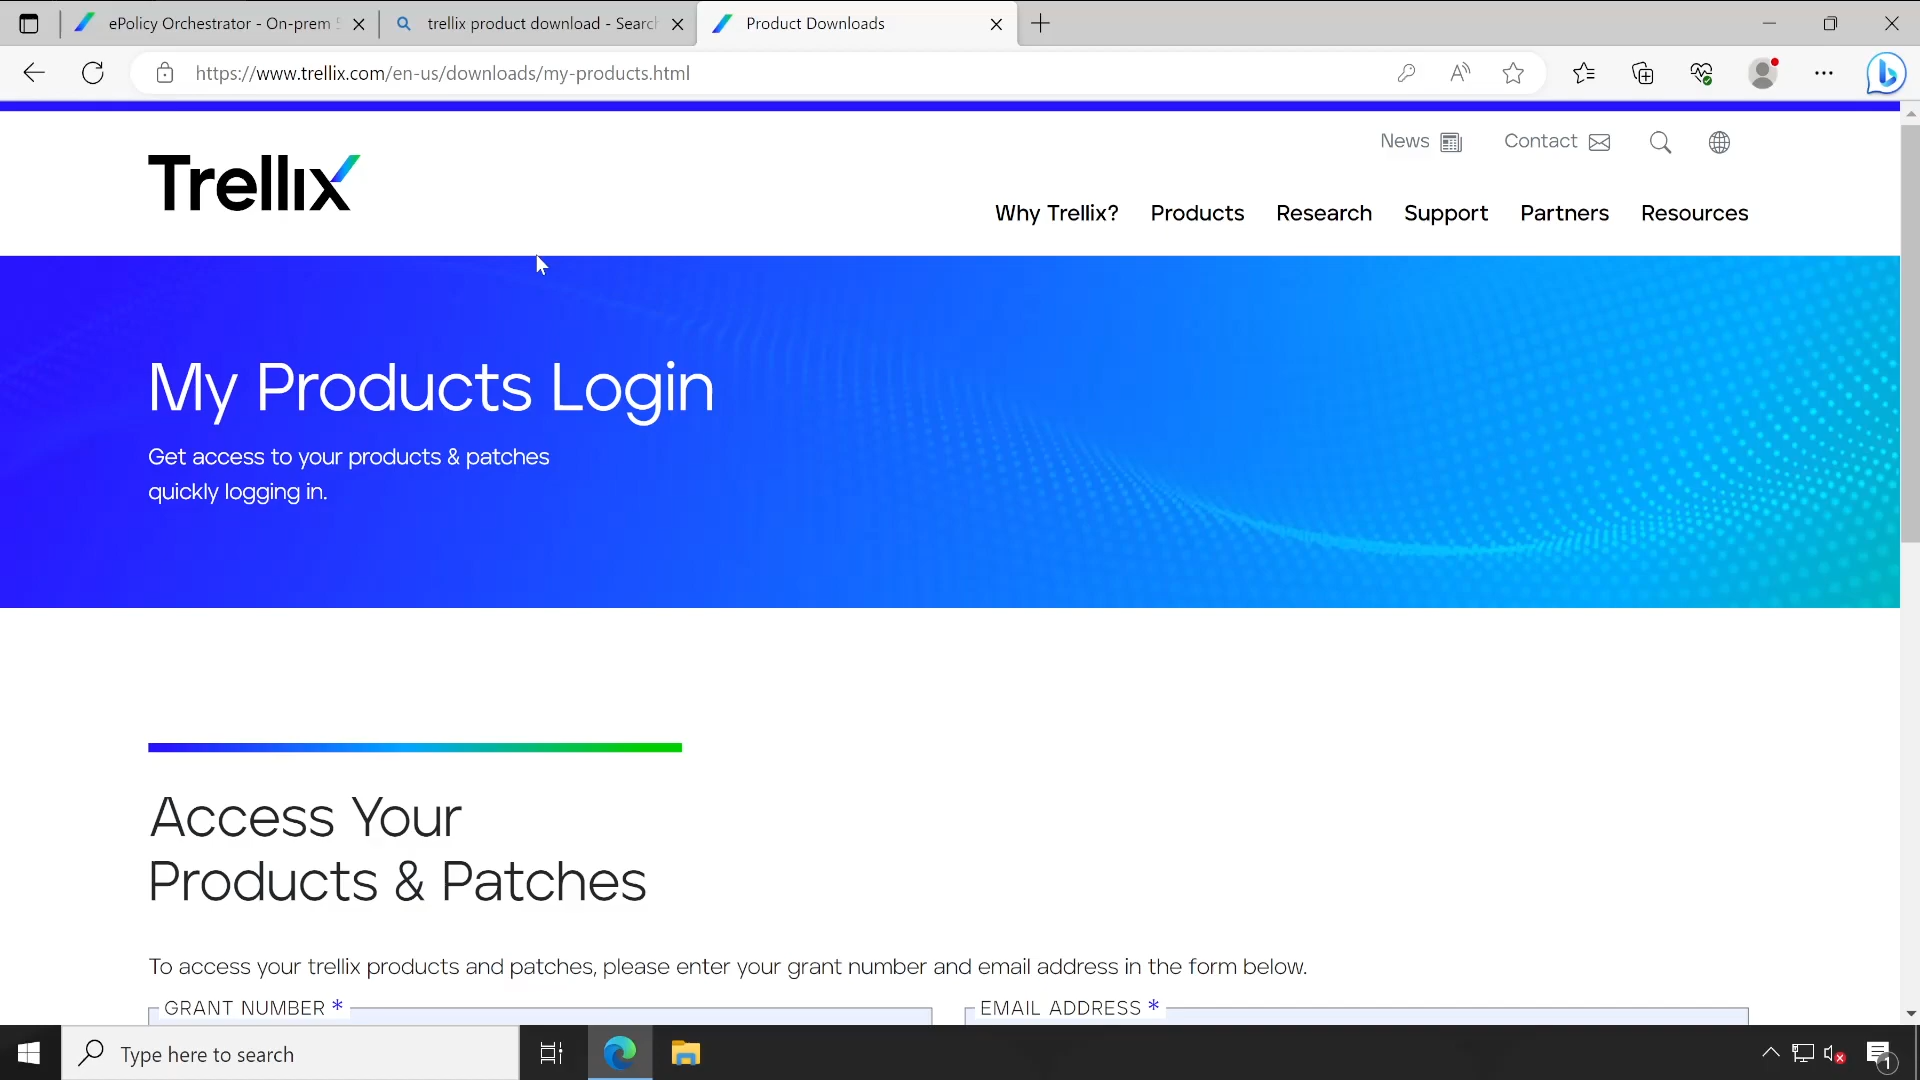 ePolicy Orchestrator - On-prem 5
trellix product download - Search
Product Downloads
https://www.trellix.com/en-us/downloads/my-products.html
News
Contact
Trellix
Why Trellix?
Products
Research
Support
Partners
Resources
My Products Login
Get access to your products & patches
quickly logging in.
Access Your
Products & Patches
To access your trellix products and patches, please enter your grant number and email address in the form below.
GRANT NUMBER *
EMAIL ADDRESS *
Type here to search
1